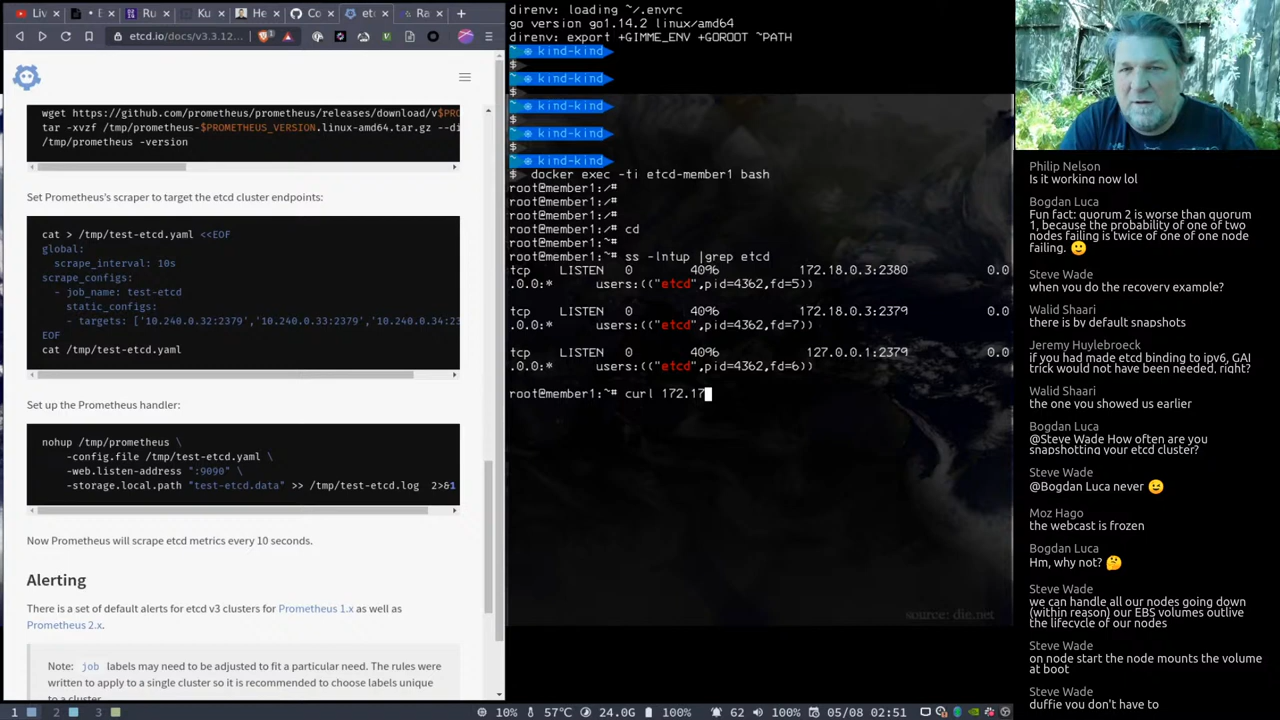 Liv
Ru
Ku
He
etc
Ra
etcd.io/docs/v3.3.12...
wget https://github.com/prometheus/prometheus/releases/download/v$PRO
tar -xvzf /tmp/prometheus-$PROMETHEUS_VERSION.linux-amd64.tar.gz --di
/tmp/prometheus -version
Set Prometheus's scraper to target the etcd cluster endpoints:
cat > /tmp/test-etcd.yaml <<EOF
global:
scrape_interval: 10s
scrape_configs:
- job_name: test-etcd
static_configs:
- targets: ['10.240.0.32:2379','10.240.0.33:2379','10.240.0.34:23
EOF
cat /tmp/test-etcd.yaml
Set up the Prometheus handler:
nohup /tmp/prometheus \
-config.file /tmp/test-etcd.yaml \
-web.listen-address ":9090" \
-storage.local.path "test-etcd.data" >> /tmp/test-etcd.log 2>&1
Now Prometheus will scrape etcd metrics every 10 seconds.
Alerting
There is a set of default alerts for etcd v3 clusters for Prometheus 1.x as well as
Prometheus 2.x.
Note: job labels may need to be adjusted to fit a particular need. The rules were
written to apply to a single cluster so it is recommended to choose labels unique
to a cluster.
direnv: loading ~/.envrc
go version go1.14.2 linux/amd64
direnv: export +GIMME_ENV +GOROOT ~PATH
~ ⎈ kind-kind
$
~ ⎈ kind-kind
$
~ ⎈ kind-kind
$
~ ⎈ kind-kind
$
~ ⎈ kind-kind
$ docker exec -ti etcd-member1 bash
root@member1:/#
root@member1:/#
root@member1:/#
root@member1:/# cd
root@member1:~#
root@member1:~# ss -lntup |grep etcd
tcp LISTEN 0 4096 172.18.0.3:2380 0.0
.0.0:* users:(("etcd",pid=4362,fd=5))
tcp LISTEN 0 4096 172.18.0.3:2379 0.0
.0.0:* users:(("etcd",pid=4362,fd=7))
tcp LISTEN 0 4096 127.0.0.1:2379 0.0
.0.0:* users:(("etcd",pid=4362,fd=6))
root@member1:~# curl 172.17
source: die.net
Philip Nelson
Is it working now lol
Bogdan Luca
Fun fact: quorum 2 is worse than quorum
1, because the probability of one of two
nodes failing is twice of one of one node
failing. 🙂
Steve Wade
when you do the recovery example?
Walid Shaari
there is by default snapshots
Jeremy Huylebroeck
if you had made etcd binding to ipv6, GAI
trick would not have been needed, right?
Walid Shaari
the one you showed us earlier
Bogdan Luca
@Steve Wade How often are you
snapshotting your etcd cluster?
Steve Wade
@Bogdan Luca never 😉
Moz Hago
the webcast is frozen
Bogdan Luca
Hm, why not? 🤔
Steve Wade
we can handle all our nodes going down
(within reason) our EBS volumes outlive
the lifecycle of our nodes
Steve Wade
on node start the node mounts the volume
at boot
Steve Wade
duffie you don't have to
1 2 3 10% 57°C 24.0G 100% 62 100% 05/08 02:51